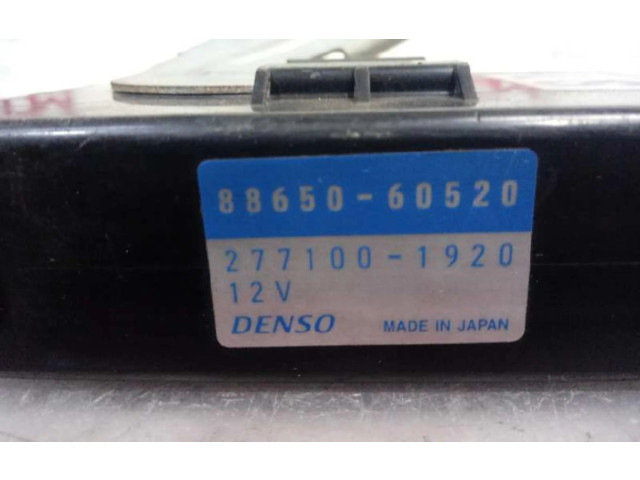 88650-60520
277100-1920
12V
DENSO MADE IN JAPAN